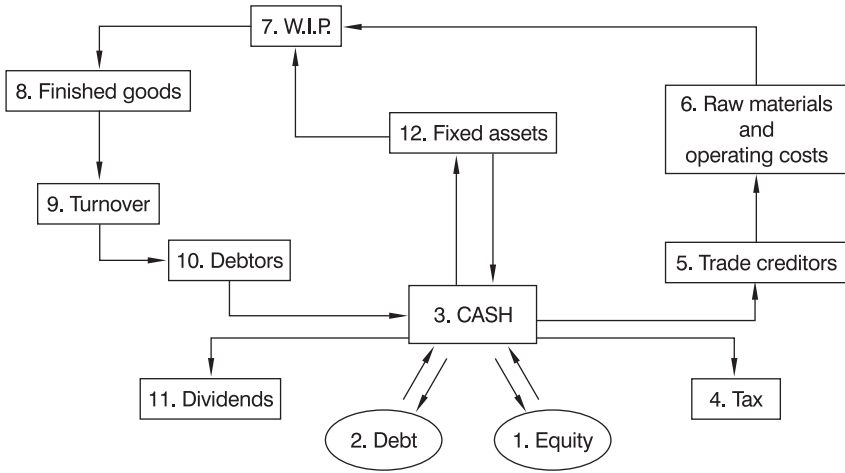 7. W.I.P.
8. Finished goods
6. Raw materials
and
operating costs
12. Fixed assets
9. Turnover
10. Debtors
5. Trade creditors
3. CASH
11. Dividends
4. Tax
2. Debt
1. Equity